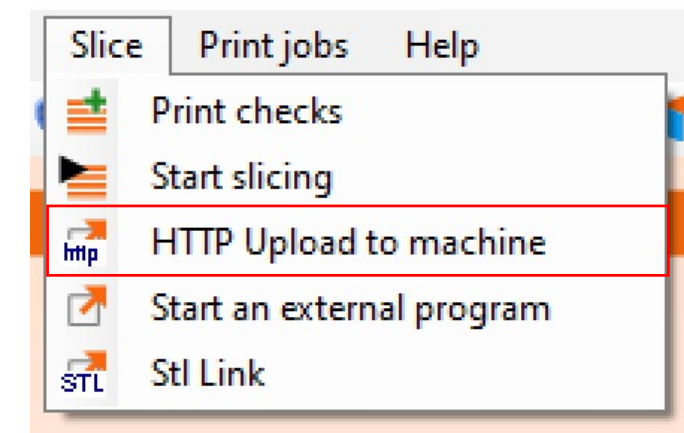 Slice Print jobs Help
Print checks
Start slicing
http HTTP Upload to machine
Start an external program
STL Stl Link